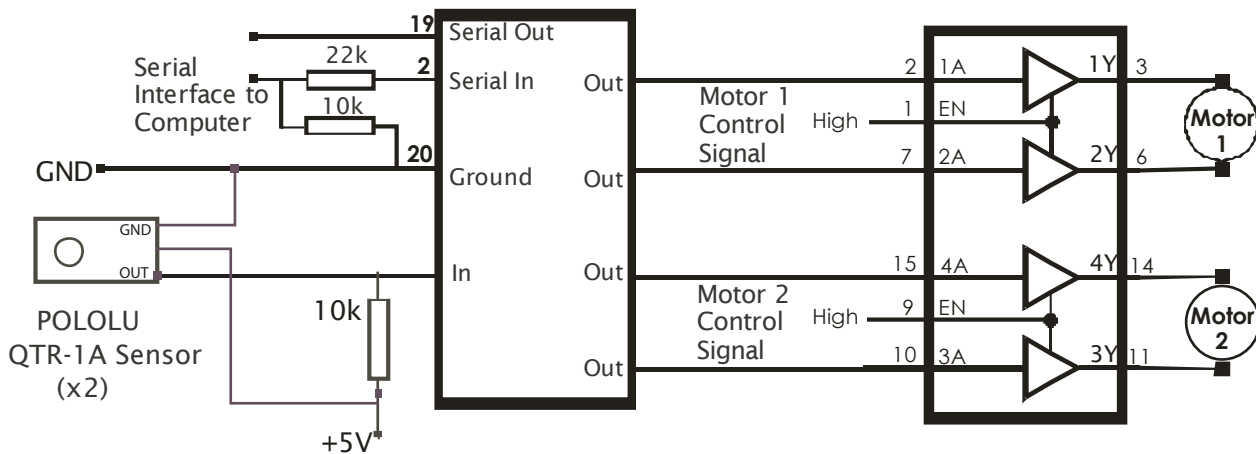 19
Serial Out
22k
Serial
Interface to
Computer
2
Serial In
10k
20
GND
Ground
GND
OUT
In
10k
POLOLU
QTR-1A Sensor
(x2)
+5V
Out
Out
Out
Out
Motor 1
Control
Signal
High
Motor 2
Control
Signal
High
2
1A
1Y
3
1
EN
7
2A
2Y
6
15
4A
4Y
14
9
EN
10
3A
3Y
11
Motor
1
Motor
2